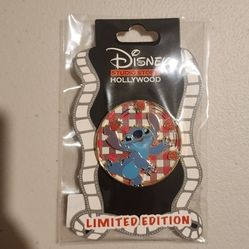 Disney
STUDIO STORE
HOLLYWOOD
LIMITED EDITION